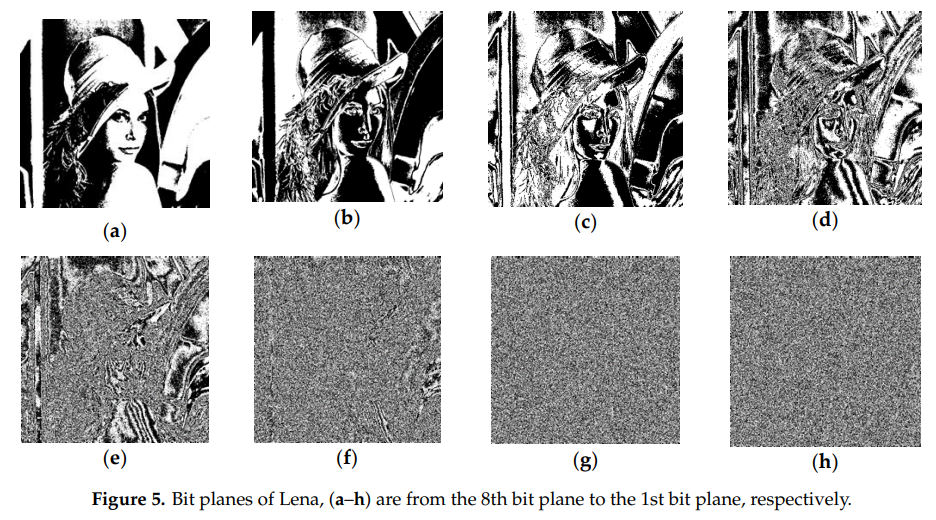 (a)
(b)
(c)
(d)
(e)
(f)
(g)
(h)
Figure 5. Bit planes of Lena, (a–h) are from the 8th bit plane to the 1st bit plane, respectively.